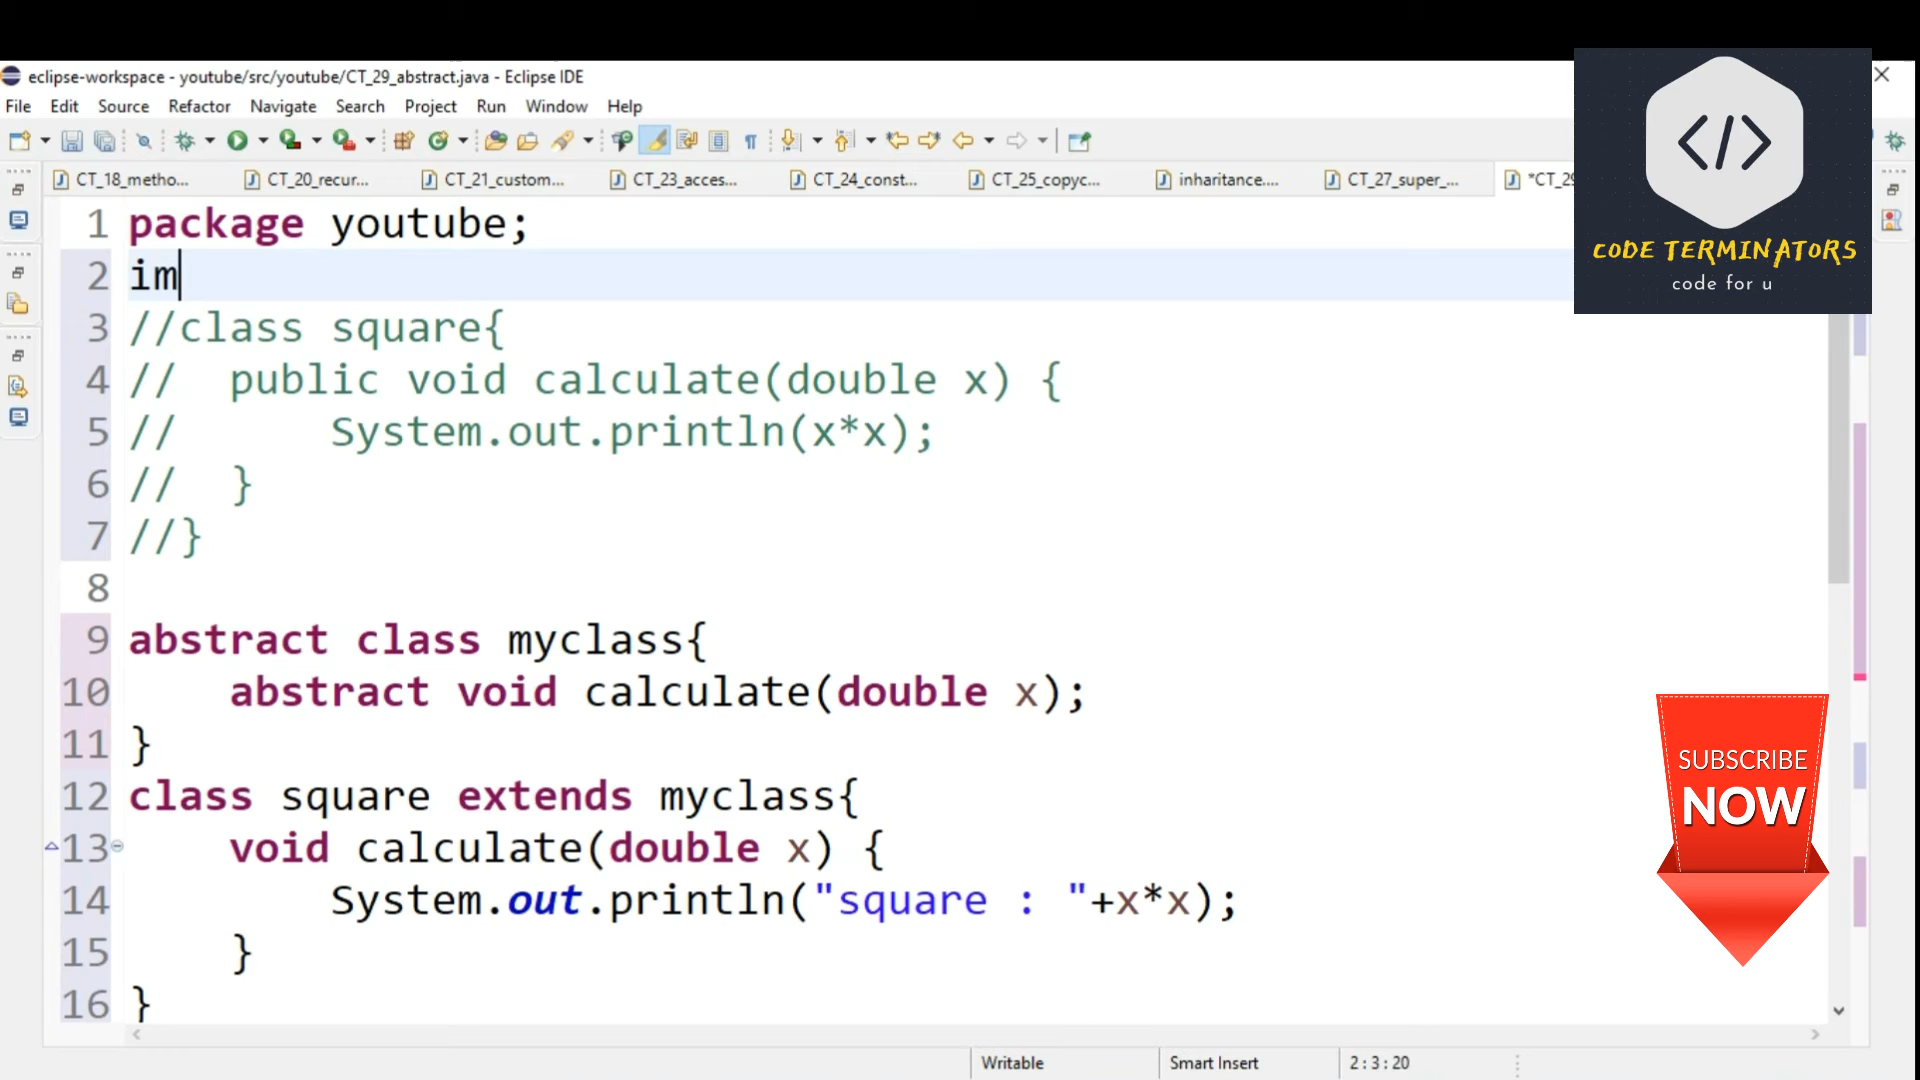 eclipse-workspace - youtube/src/youtube/CT_29_abstract.java - Eclipse IDE
File Edit Source Refactor Navigate Search Project Run Window Help
CT_18_metho... CT_20_recur... CT_21_custom... CT_23_acces... CT_24_const... CT_25_copyc... inheritance.... CT_27_super_... *CT_29
</>
CODE TERMINATORS
code for u
1 package youtube;
2 im
3 //class square{
4 // public void calculate(double x) {
5 // System.out.println(x*x);
6 // }
7 //}
8
9 abstract class myclass{
10 abstract void calculate(double x);
11 }
12 class square extends myclass{
13 void calculate(double x) {
14 System.out.println("square : "+x*x);
15 }
16 }
SUBSCRIBE
NOW
Writable Smart Insert 2 : 3 : 20